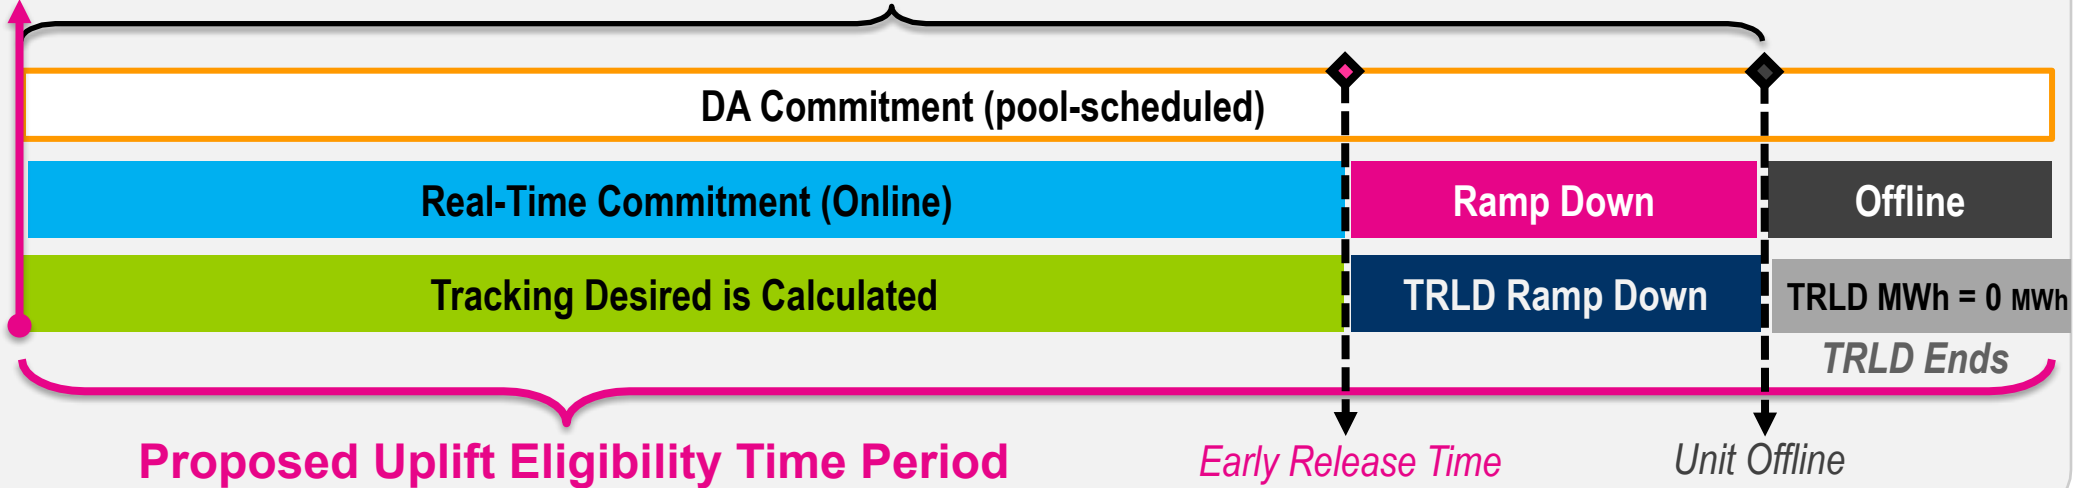 DA Commitment (pool-scheduled)
Real-Time Commitment (Online)
Ramp Down
Offline
Tracking Desired is Calculated
TRLD Ramp Down
TRLD MWh = 0 MWh
TRLD Ends
Proposed Uplift Eligibility Time Period
Early Release Time
Unit Offline